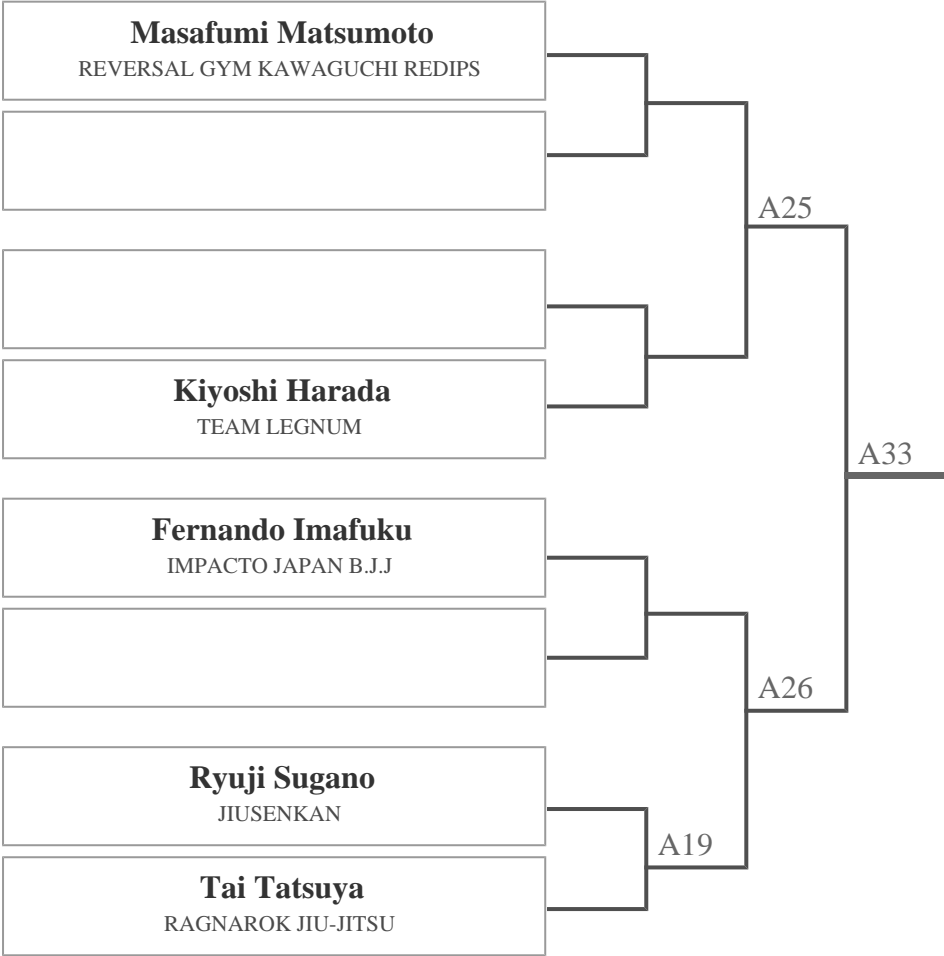 Masafumi Matsumoto
REVERSAL GYM KAWAGUCHI REDIPS
A25
Kiyoshi Harada
TEAM LEGNUM
A33
Fernando Imafuku
IMPACTO JAPAN B.J.J
A26
Ryuji Sugano
JIUSENKAN
A19
Tai Tatsuya
RAGNAROK JIU-JITSU